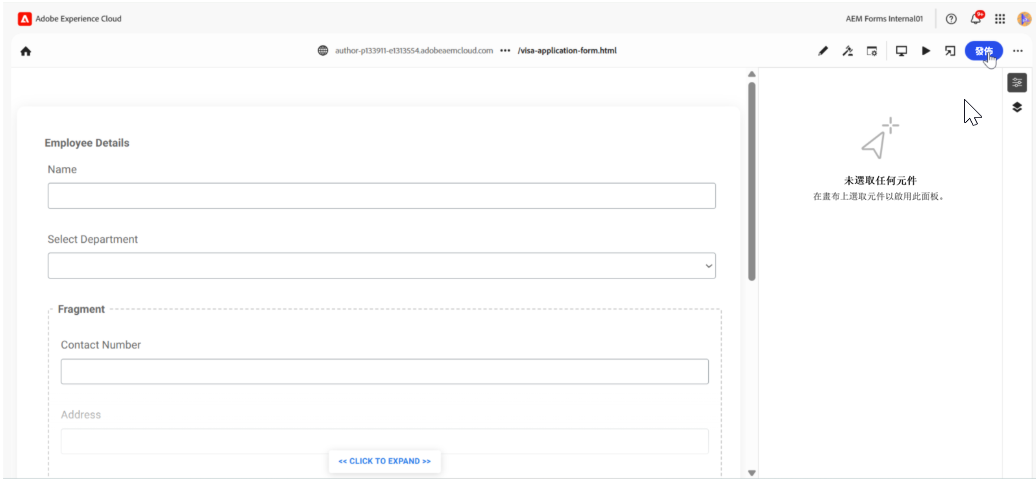 Adobe Experience Cloud
AEM Forms Internal01
9+
author-p133911-e1313554.adobeaemcloud.com ••• /visa-application-form.html
發佈
Employee Details
Name
Select Department
Fragment
Contact Number
Address
<< CLICK TO EXPAND >>
未選取任何元件
在畫布上選取元件以啟用此面板。